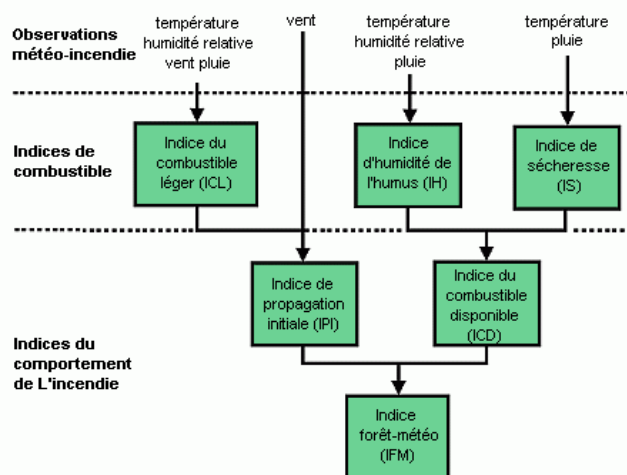 Observations
météo-incendie
température
humidité relative
vent pluie
vent
température
humidité relative
pluie
température
pluie
Indices de
combustible
Indice du
combustible
léger (ICL)
Indice
d'humidité de
l'humus (IH)
Indice de
sécheresse
(IS)
Indices du
comportement
de L'incendie
Indice de
propagation
initiale (IPI)
Indice du
combustible
disponible
(ICD)
Indice
forêt-météo
(IFM)